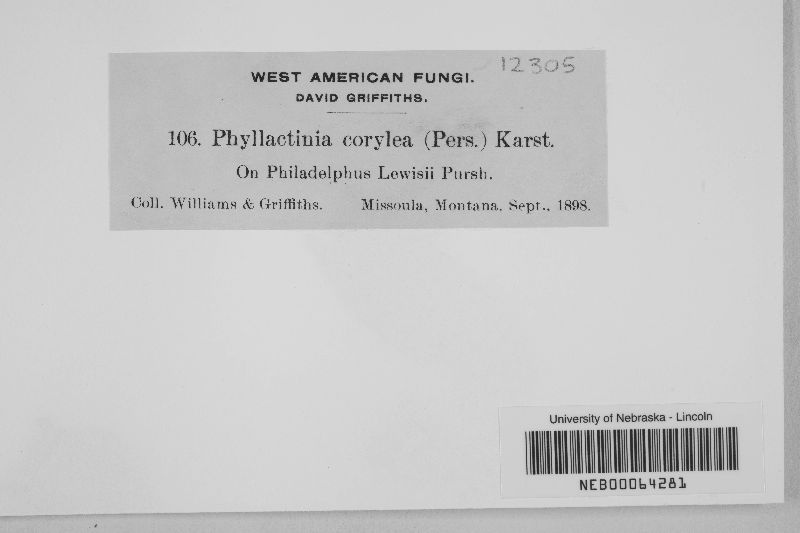 12305
WEST AMERICAN FUNGI.
DAVID GRIFFITHS.
106. Phyllactinia corylea (Pers.) Karst.
On Philadelphus Lewisii Pursh.
Coll. Williams & Griffiths. Missoula, Montana. Sept., 1898.
University of Nebraska - Lincoln
NEB00064281